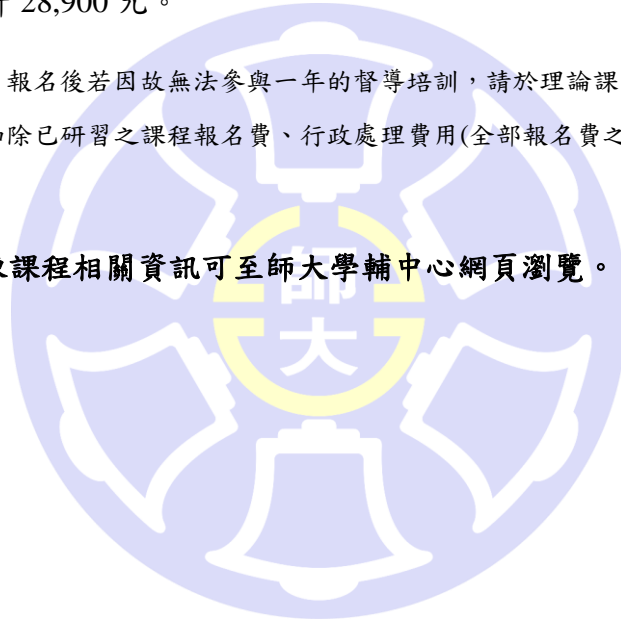 28,900 元。
報名後若因故無法參與一年的督導培訓,請於理論課
除已研習之課程報名費、行政處理費用(全部報名費之
課程相關資訊可至師大學輔中心網頁瀏覽。
師
大